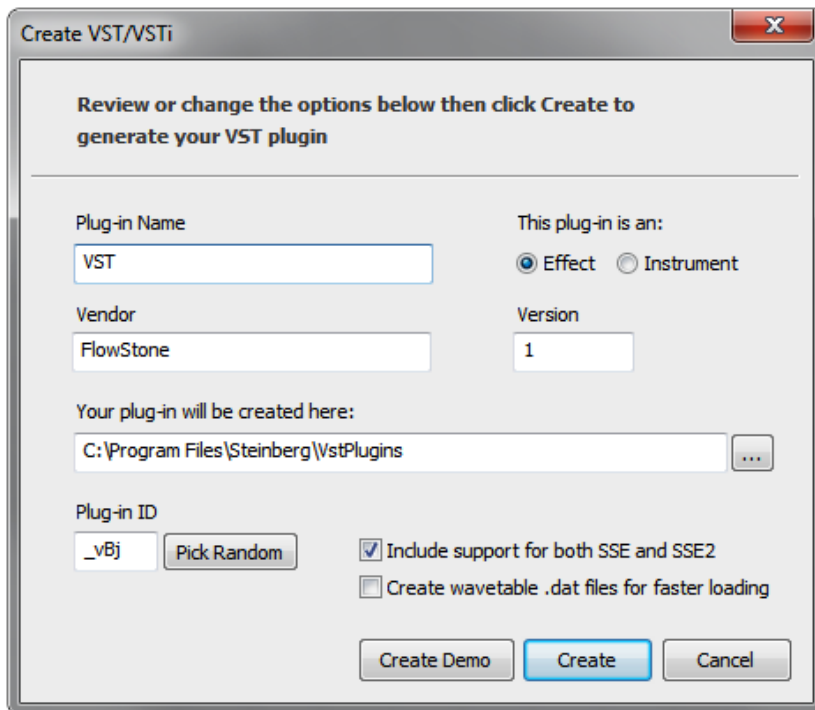 Create VST/VSTi
Review or change the options below then click Create to
generate your VST plugin
Plug-in Name
This plug-in is an:
VST
Effect
Instrument
Vendor
Version
FlowStone
1
Your plug-in will be created here:
C:\Program Files\Steinberg\VstPlugins
...
Plug-in ID
_vBj
Pick Random
Include support for both SSE and SSE2
Create wavetable .dat files for faster loading
Create Demo
Create
Cancel